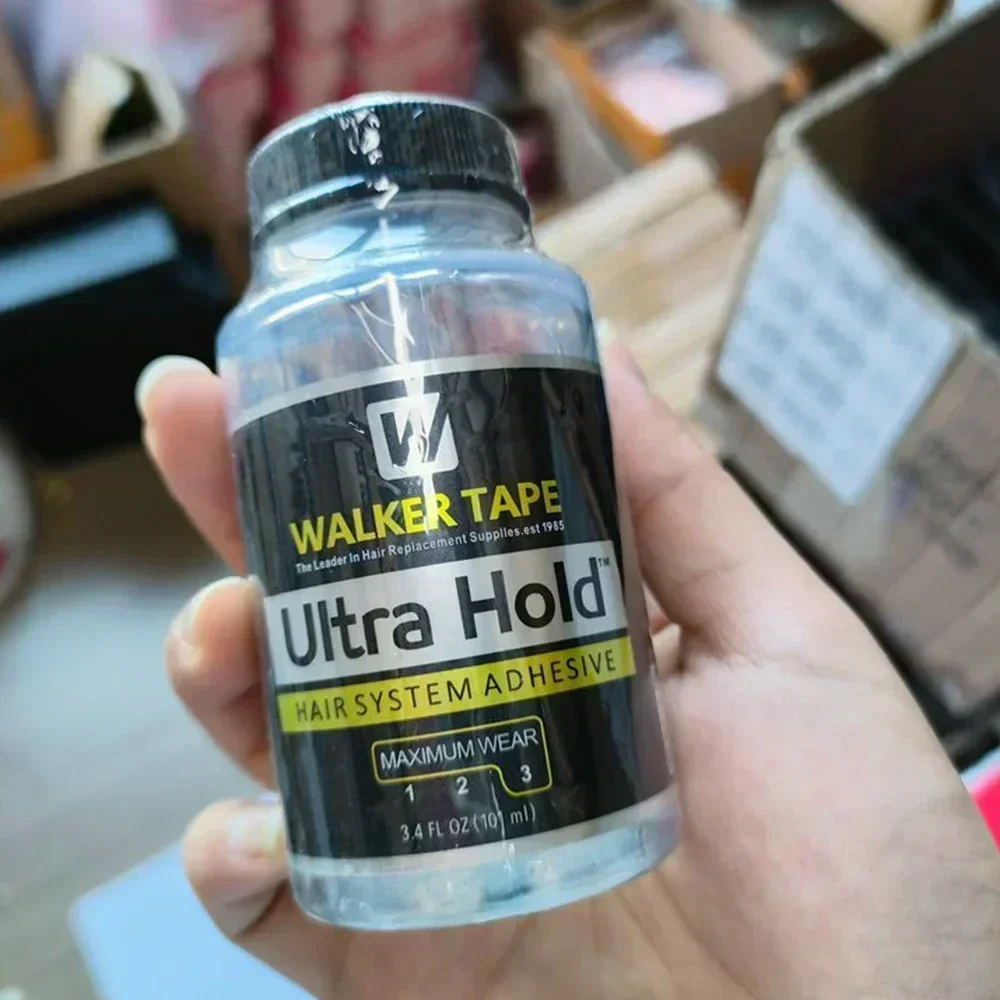 W
WALKER TAPE
The Leader In Hair Replacement Supplies.est 1985
Ultra Hold™
HAIR SYSTEM ADHESIVE
MAXIMUM WEAR
1 2 3
3.4 FL OZ (101 ml)